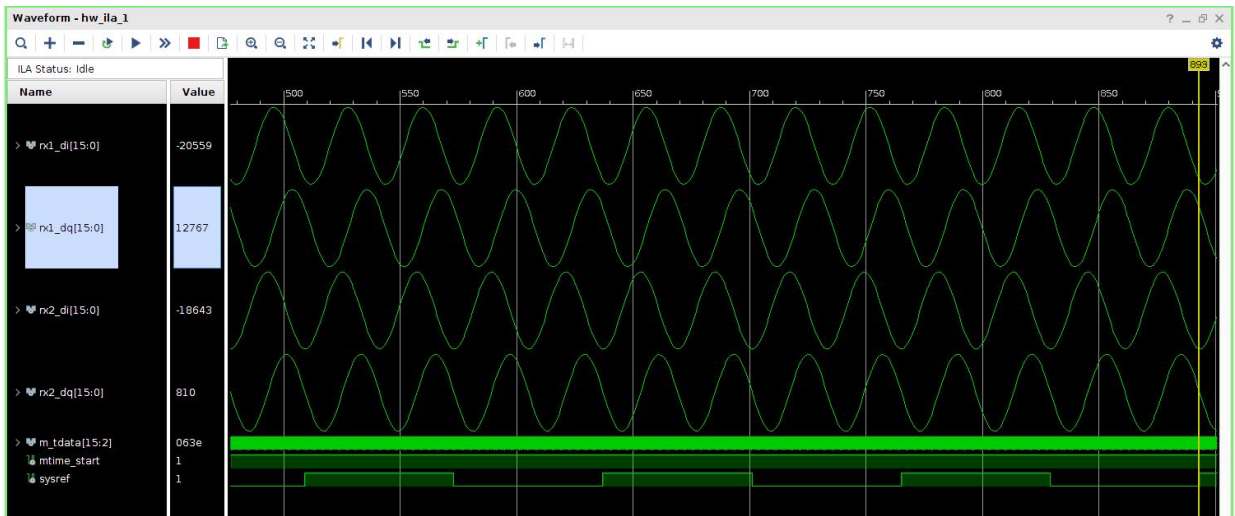 Waveform - hw_ila_1
ILA Status: Idle
893
Name Value
500 550 600 650 700 750 800 850
rx1_di[15:0] -20559
rx1_dq[15:0] 12767
rx2_di[15:0] -18643
rx2_dq[15:0] 810
m_tdata[15:2] 063e
mtime_start 1
sysref 1